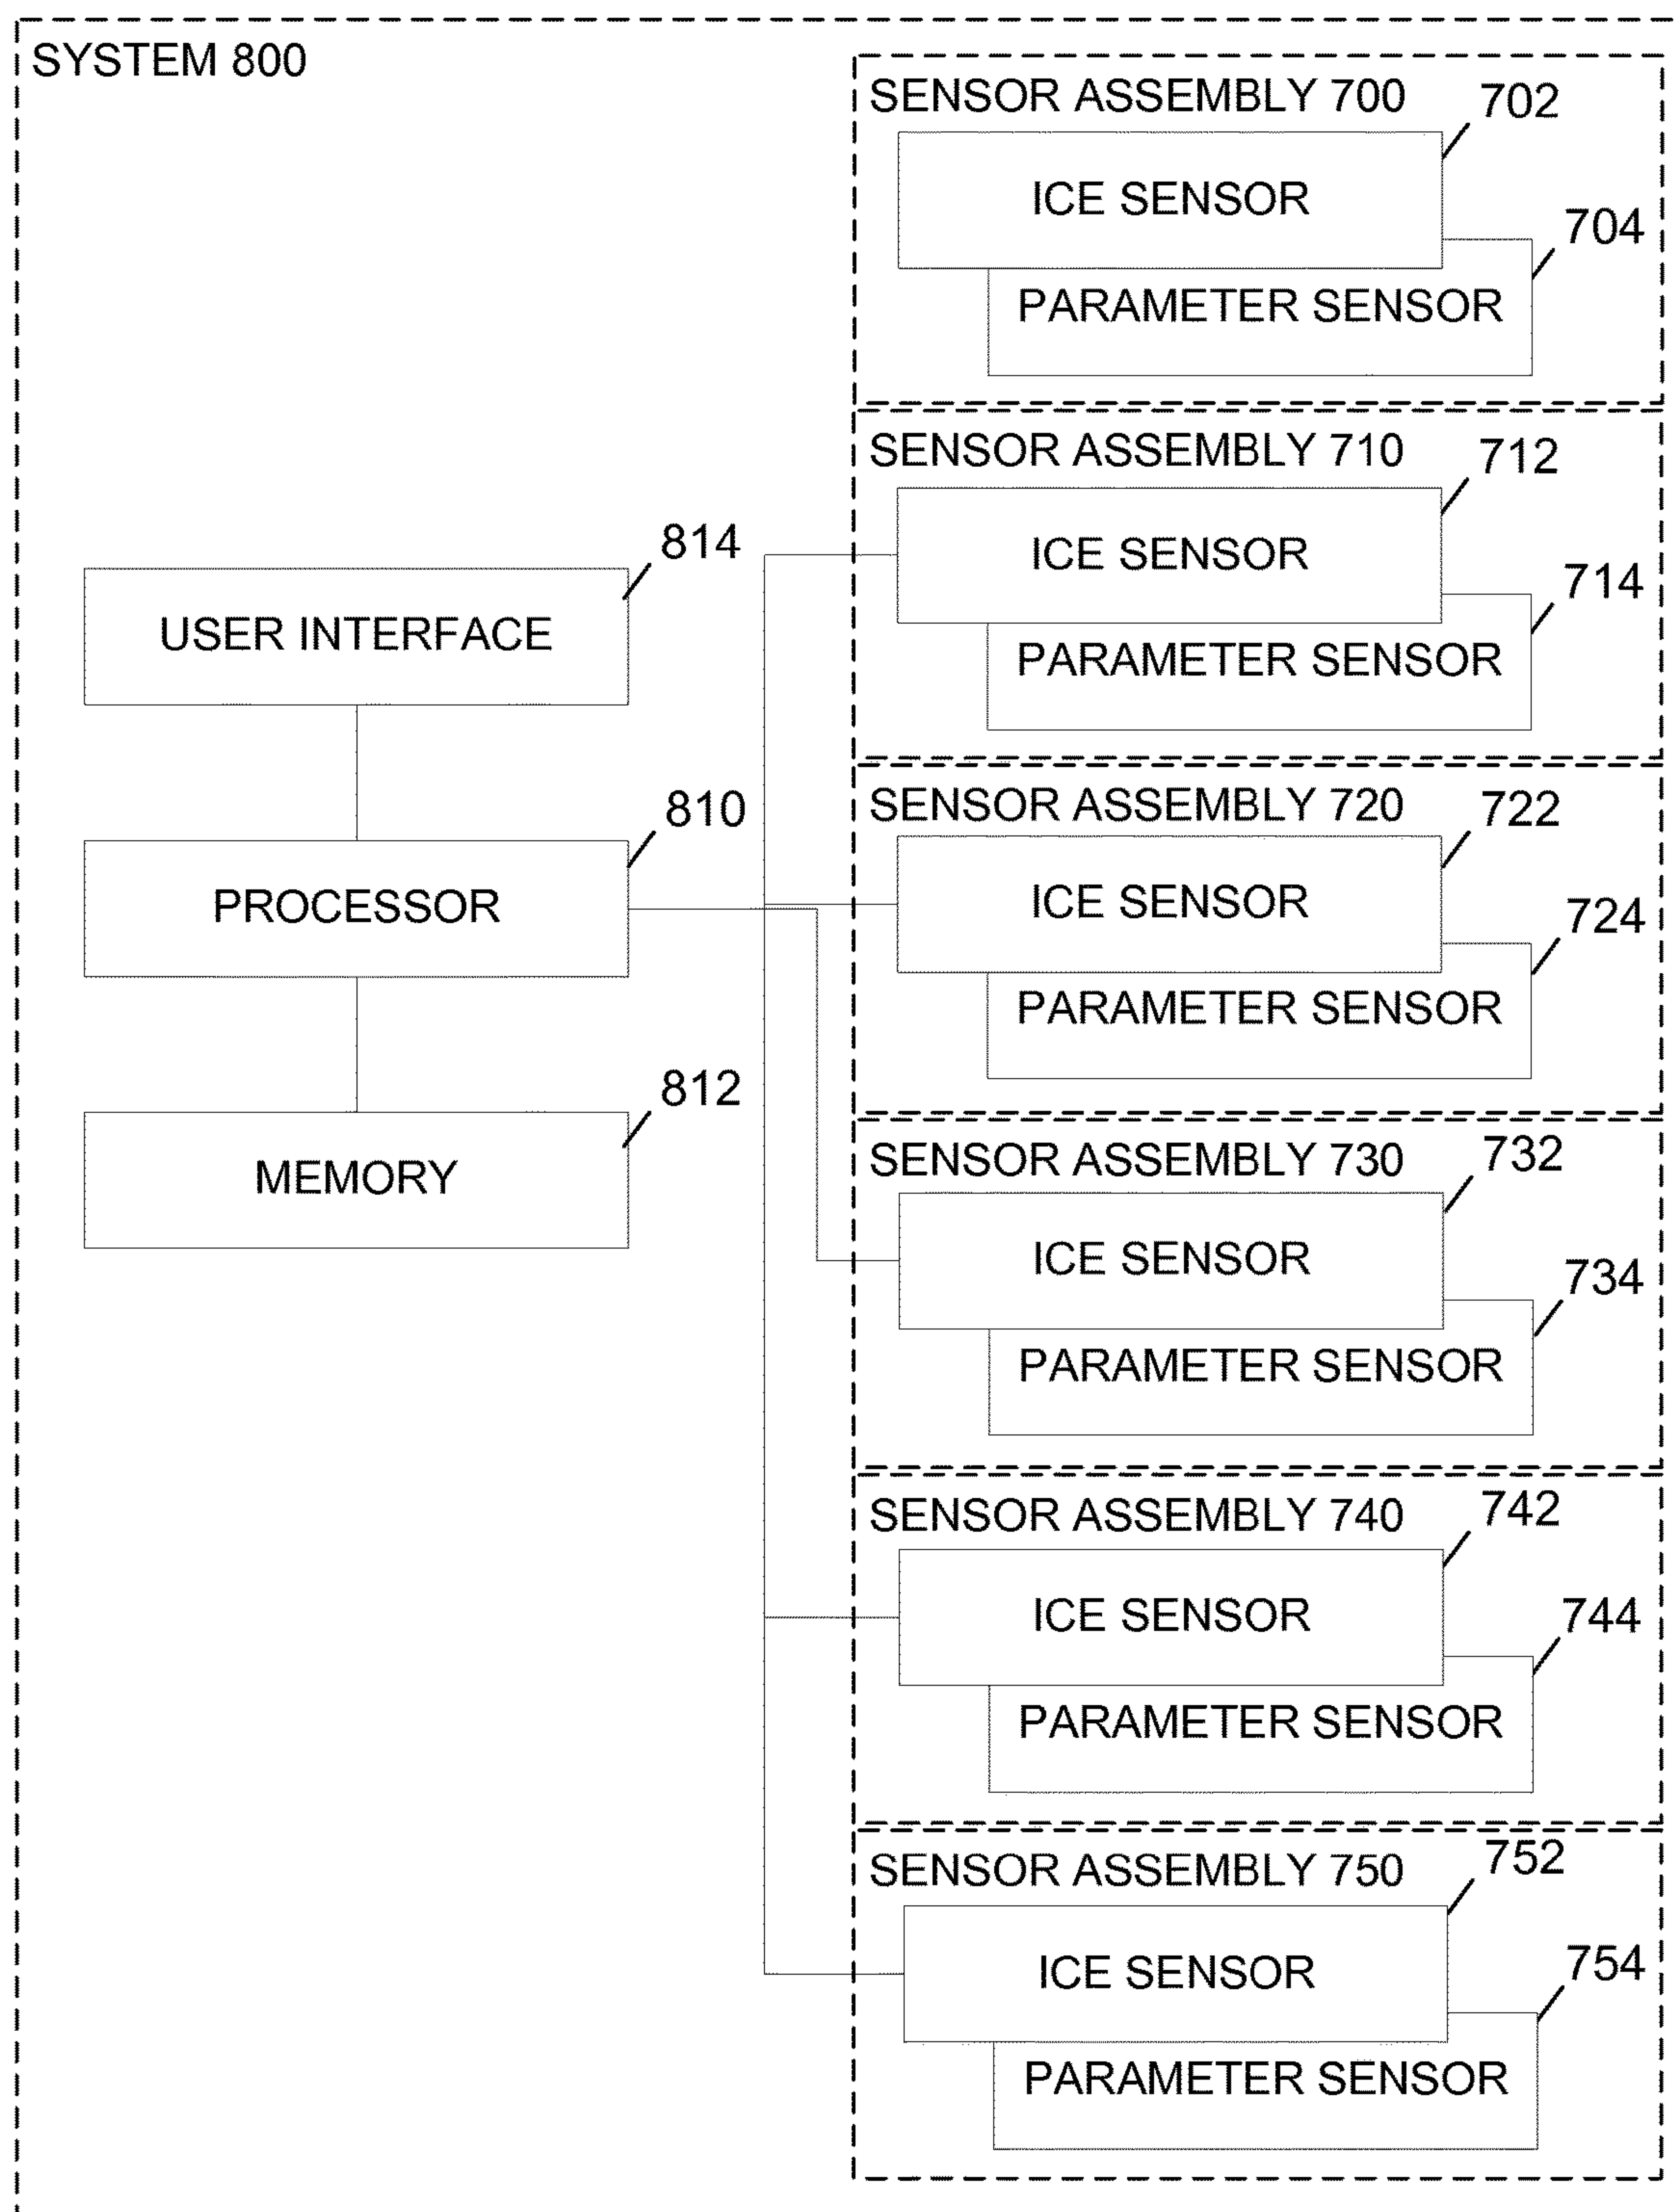 SYSTEM 800
SENSOR ASSEMBLY 700
702
ICE SENSOR
704
PARAMETER SENSOR
SENSOR ASSEMBLY 710
712
ICE SENSOR
714
PARAMETER SENSOR
814
USER INTERFACE
810
PROCESSOR
812
MEMORY
SENSOR ASSEMBLY 720
722
ICE SENSOR
724
PARAMETER SENSOR
SENSOR ASSEMBLY 730
732
ICE SENSOR
734
PARAMETER SENSOR
SENSOR ASSEMBLY 740
742
ICE SENSOR
744
PARAMETER SENSOR
SENSOR ASSEMBLY 750
752
ICE SENSOR
754
PARAMETER SENSOR